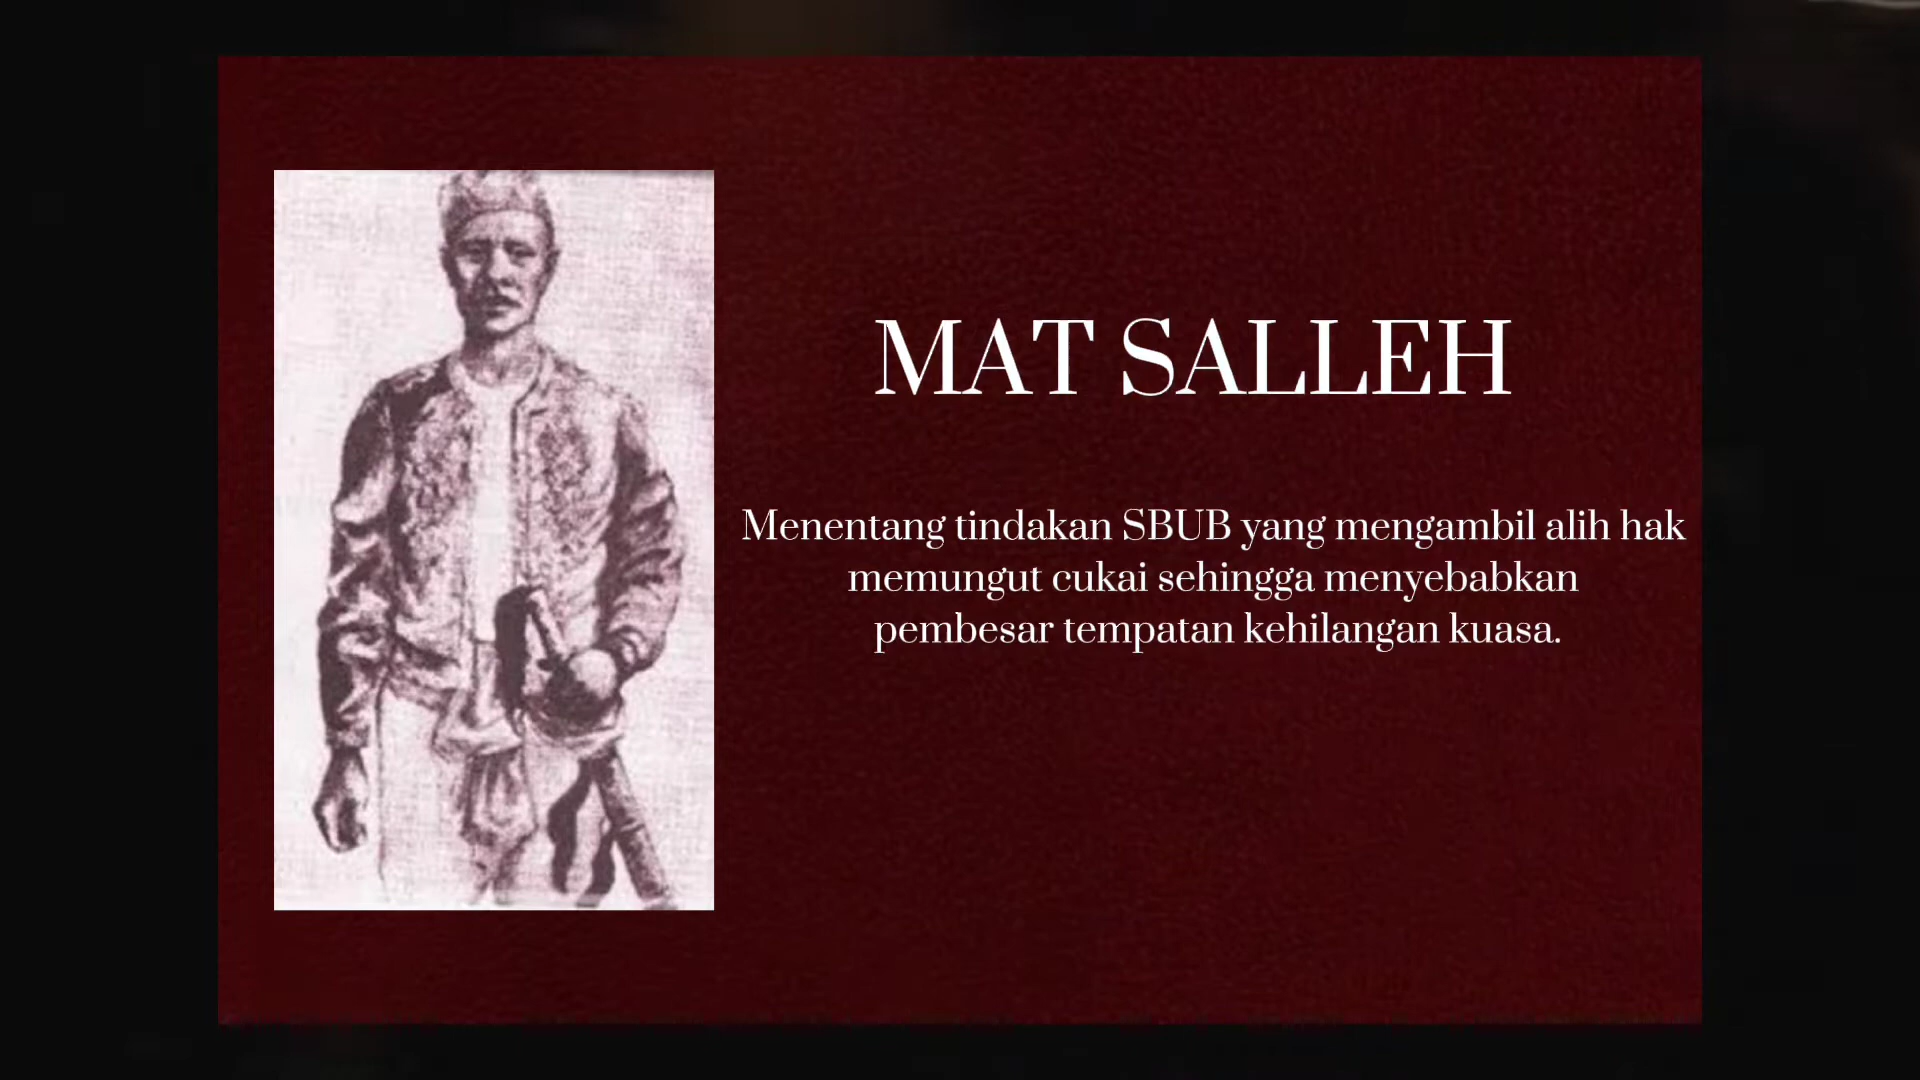 MAT SALLEH
Menentang tindakan SBUB yang mengambil alih hak
memungut cukai sehingga menyebabkan
pembesar tempatan kehilangan kuasa.